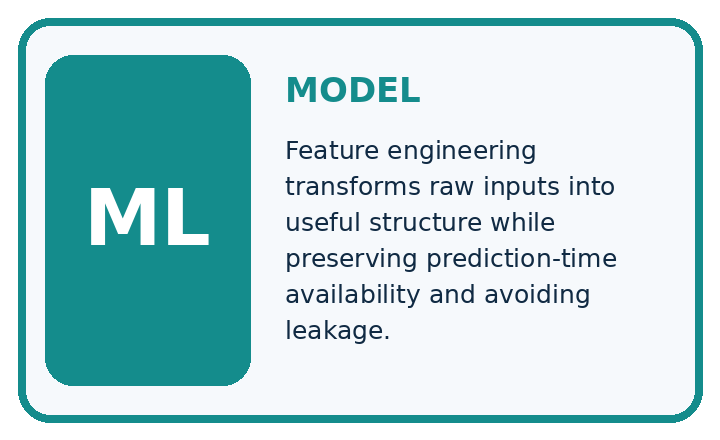 ML
MODEL
Feature engineering
transforms raw inputs into
useful structure while
preserving prediction-time
availability and avoiding
leakage.